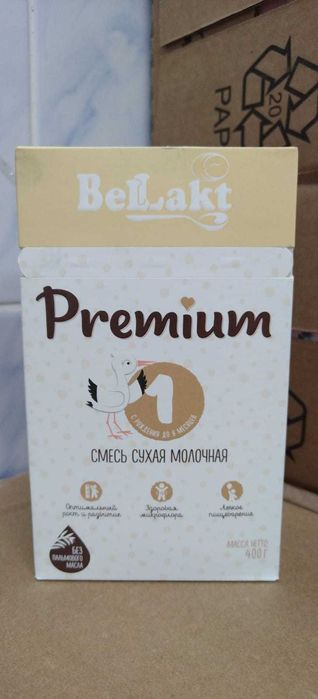 BeLLakt
Premium
1
С РОЖДЕНИЯ ДО 6 МЕСЯЦЕВ
СМЕСЬ СУХАЯ МОЛОЧНАЯ
Оптимальный
рост и развитие
Здоровая
микрофлора
Легкое
пищеварение
БЕЗ
ПАЛЬМОВОГО
МАСЛА
МАССА НЕТТО
400 Г
20
PAP